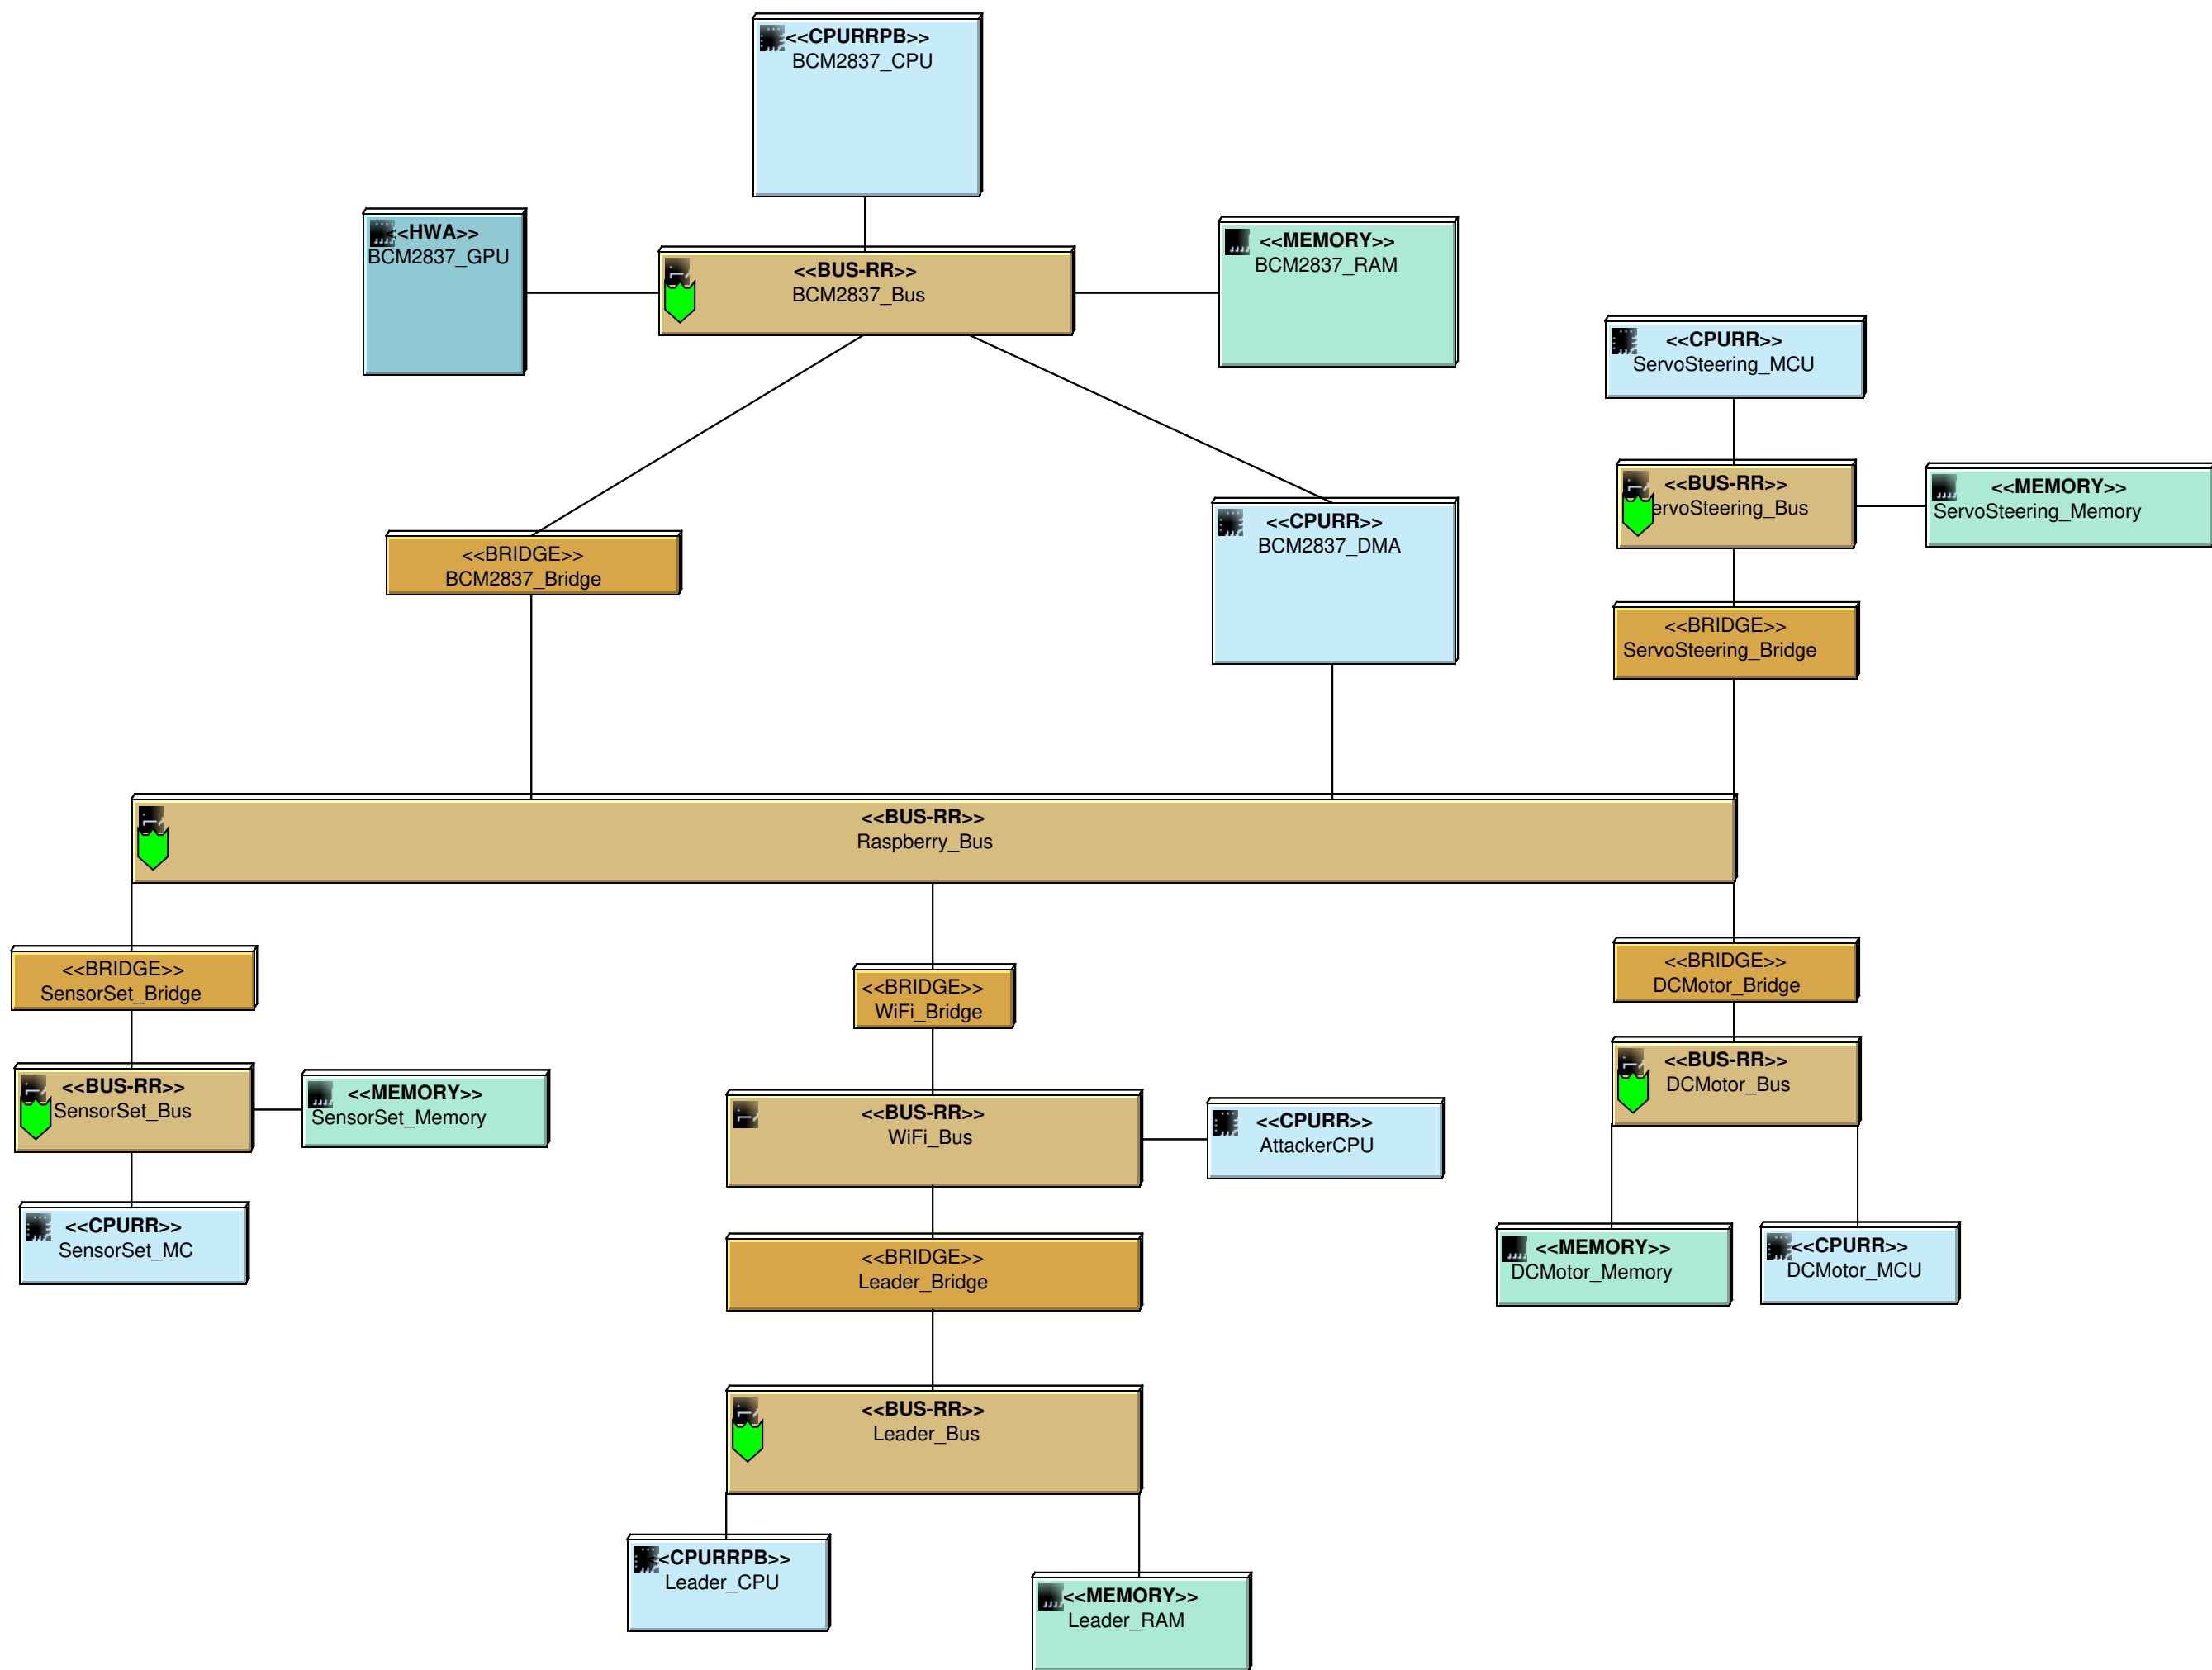 <<CPURRPB>>
BCM2837_CPU
<<HWA>>
BCM2837_GPU
<<BUS-RR>>
BCM2837_Bus
<<MEMORY>>
BCM2837_RAM
<<CPURR>>
ServoSteering_MCU
<<BUS-RR>>
ervoSteering_Bus
<<MEMORY>>
ServoSteering_Memory
<<BRIDGE>>
BCM2837_Bridge
<<CPURR>>
BCM2837_DMA
<<BRIDGE>>
ServoSteering_Bridge
<<BUS-RR>>
Raspberry_Bus
<<BRIDGE>>
SensorSet_Bridge
<<BRIDGE>>
WiFi_Bridge
<<BRIDGE>>
DCMotor_Bridge
<<BUS-RR>>
SensorSet_Bus
<<MEMORY>>
SensorSet_Memory
<<BUS-RR>>
WiFi_Bus
<<CPURR>>
AttackerCPU
<<BUS-RR>>
DCMotor_Bus
<<CPURR>>
SensorSet_MC
<<BRIDGE>>
Leader_Bridge
<<MEMORY>>
DCMotor_Memory
<<CPURR>>
DCMotor_MCU
<<BUS-RR>>
Leader_Bus
<<CPURRPB>>
Leader_CPU
<<MEMORY>>
Leader_RAM